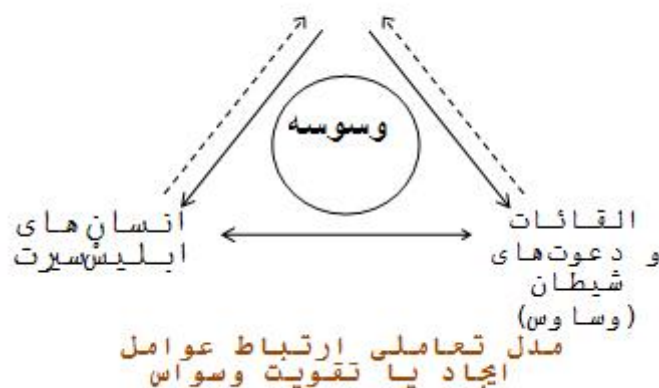 وسوسه
انسان‌های
ابلیس‌سیرت
القائات
و دعوت‌های
شیطان
(وساوس)
مدل تعاملی ارتباط عوامل
ایجاد یا تقویت وسواس